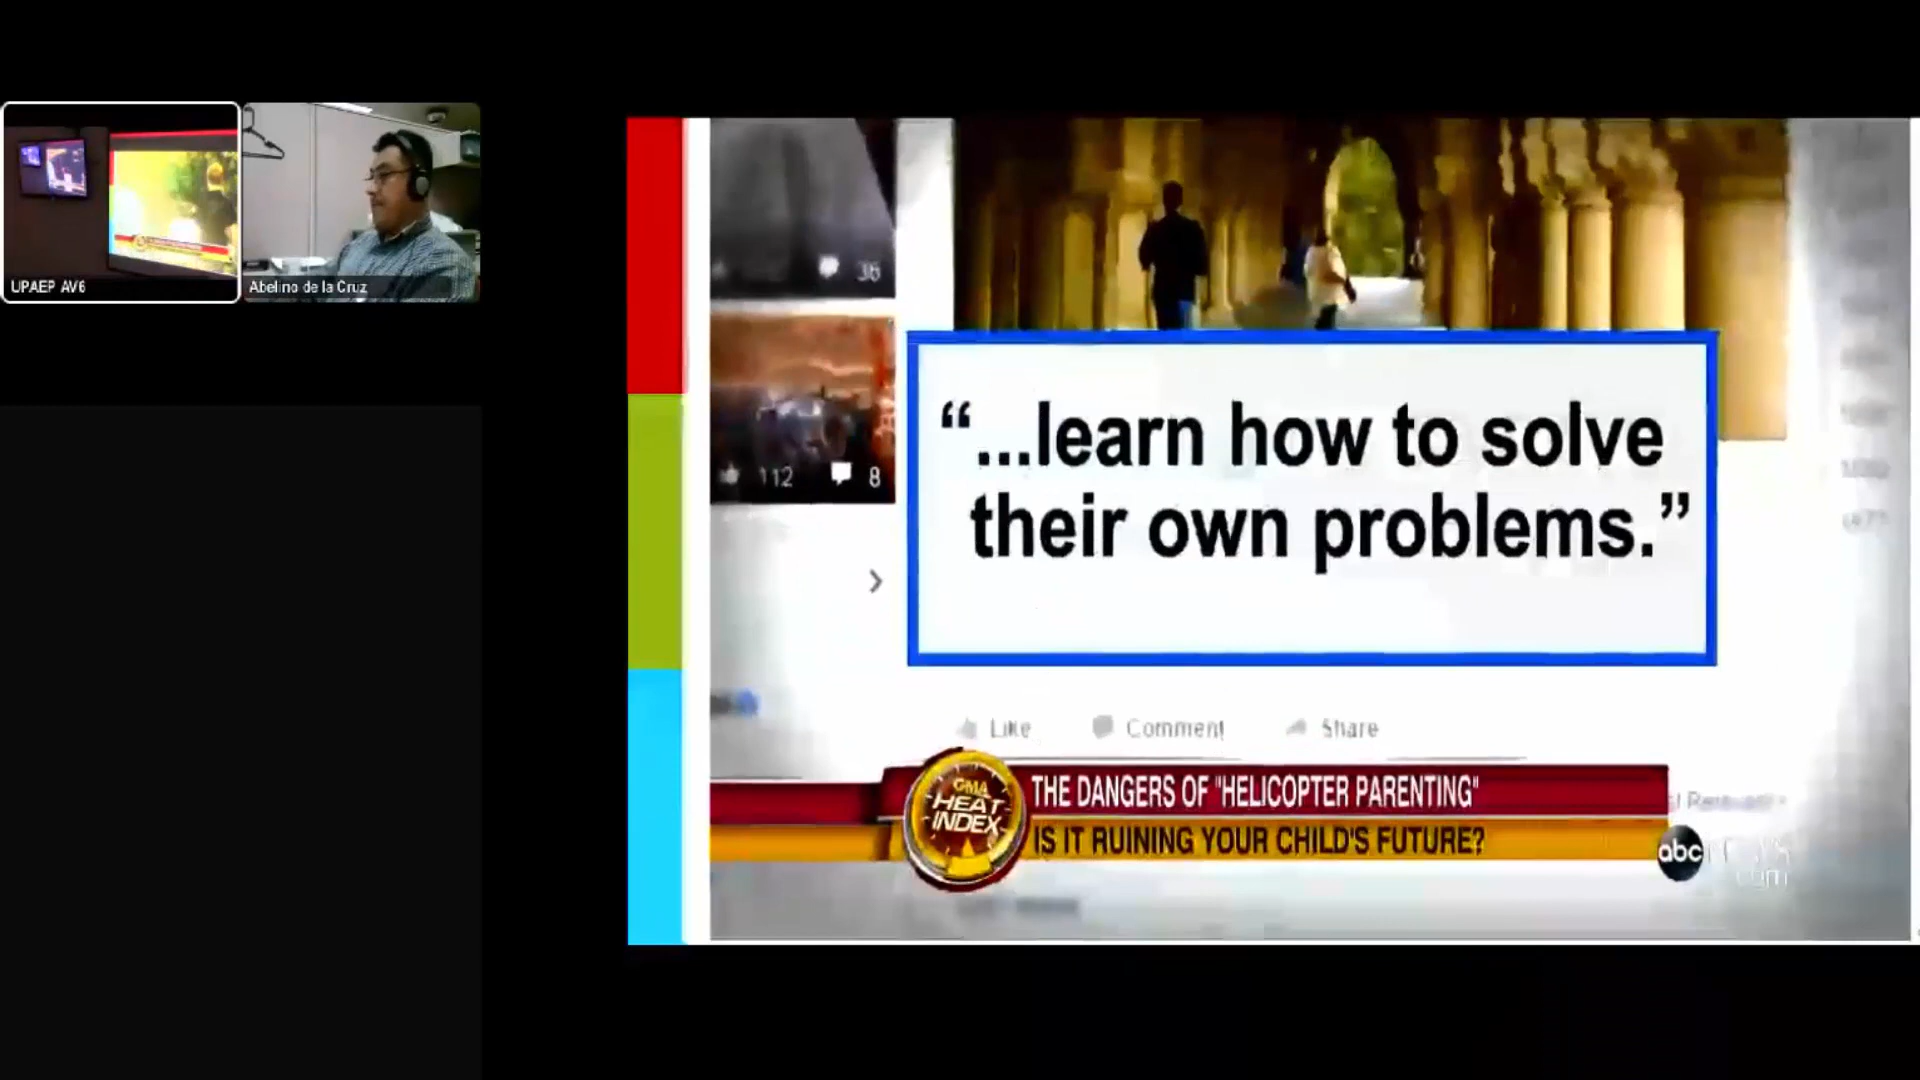 UPAEP AV6
Abelino de la Cruz
36
112
8
“...learn how to solve
their own problems.”
Like
Comment
Share
GMA
HEAT
INDEX
THE DANGERS OF "HELICOPTER PARENTING"
IS IT RUINING YOUR CHILD'S FUTURE?
abc